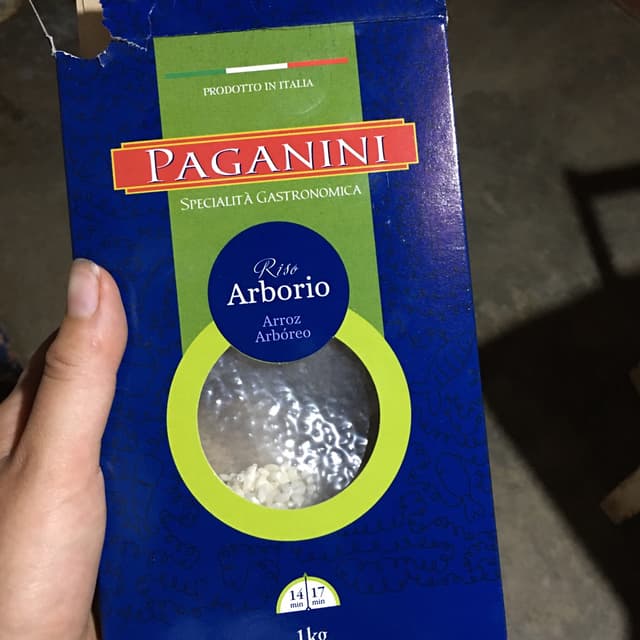 PRODOTTO IN ITALIA
PAGANINI
SPECIALITÀ GASTRONOMICA
Riso
Arborio
Arroz
Arbóreo
14 17
min min
1kg